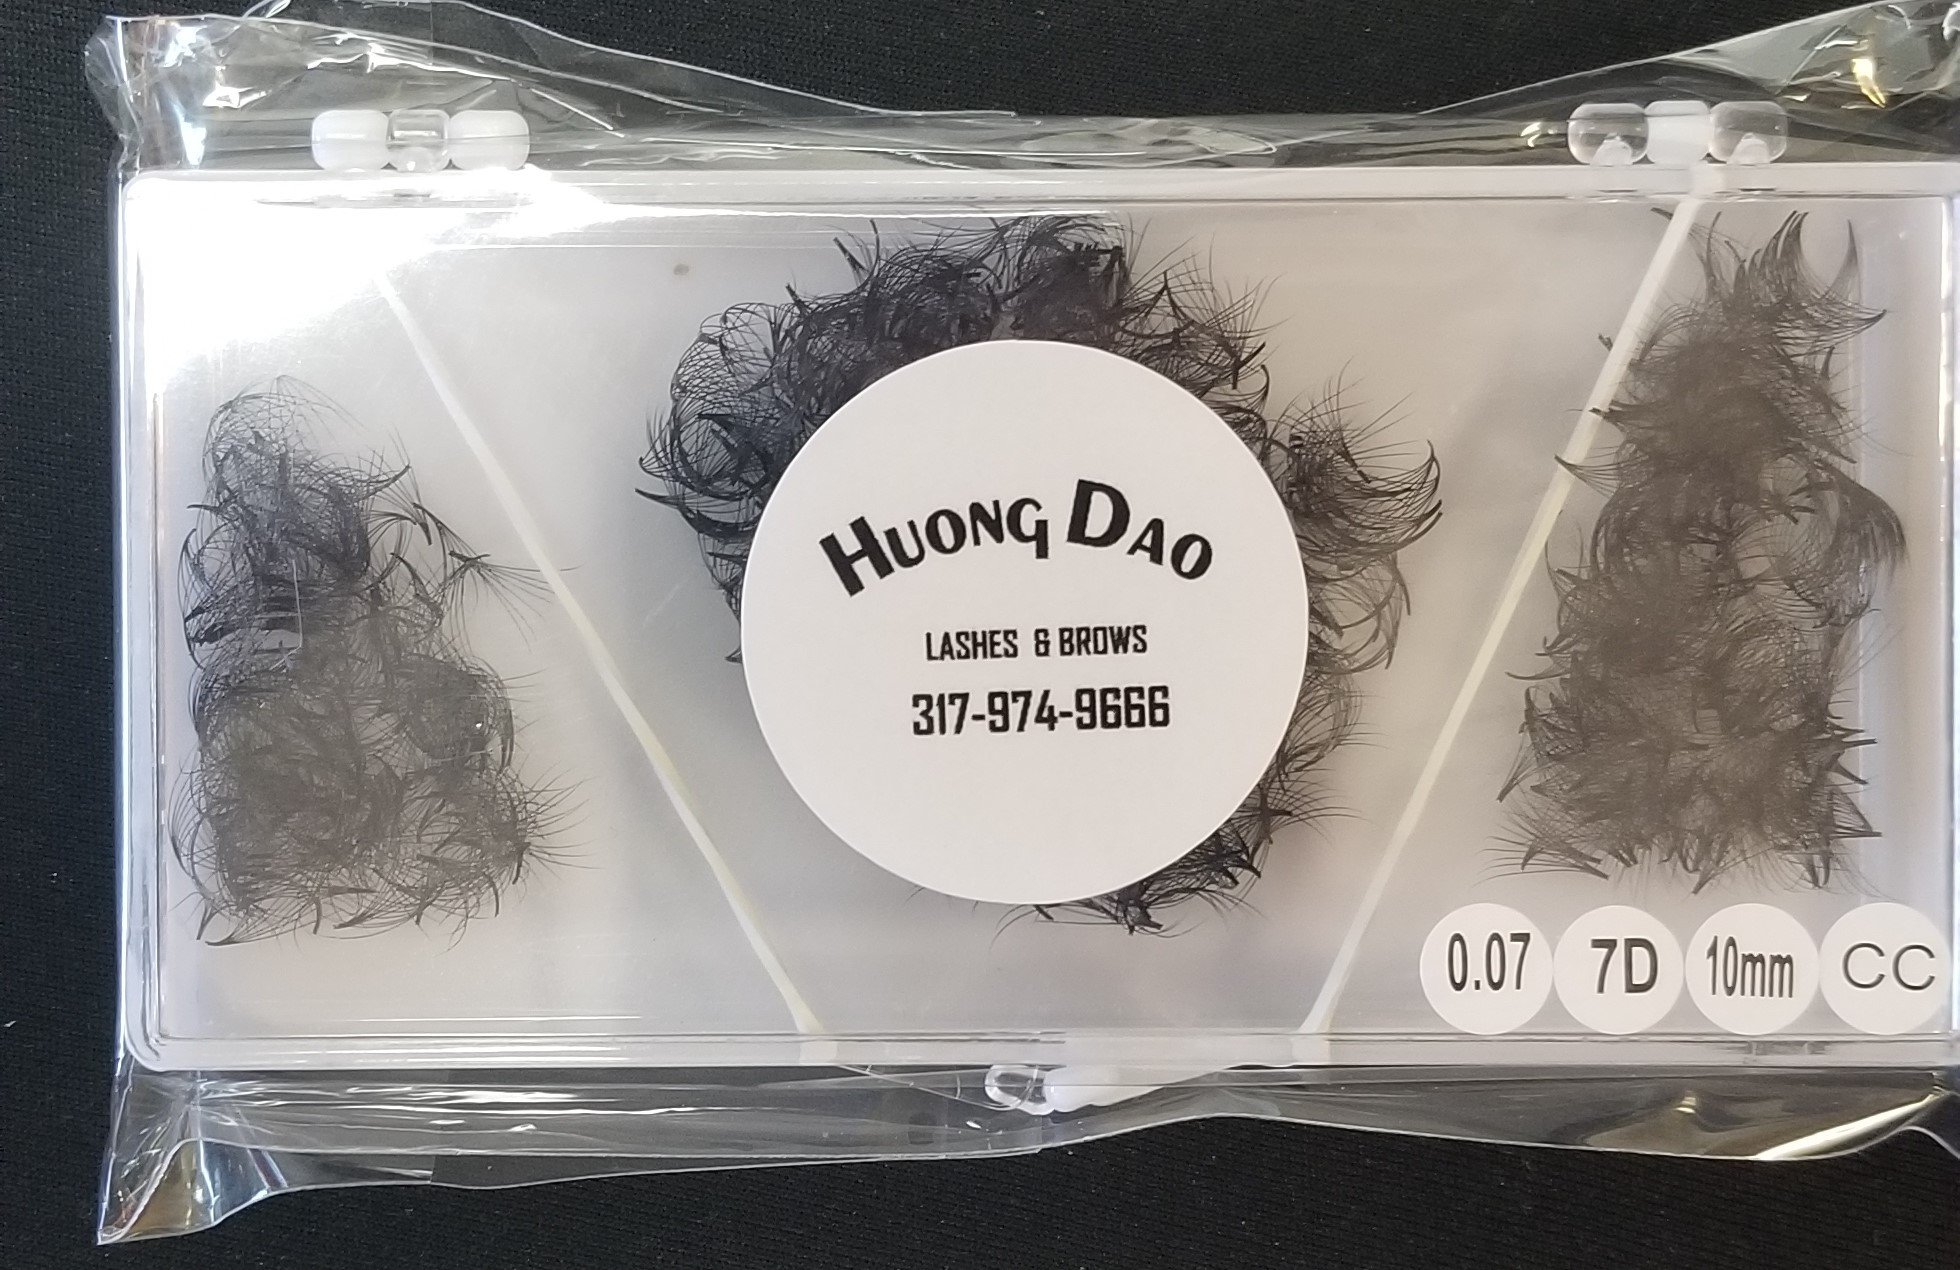 HUONG DAO
LASHES & BROWS
317-974-9666
0.07 7D 10mm CC